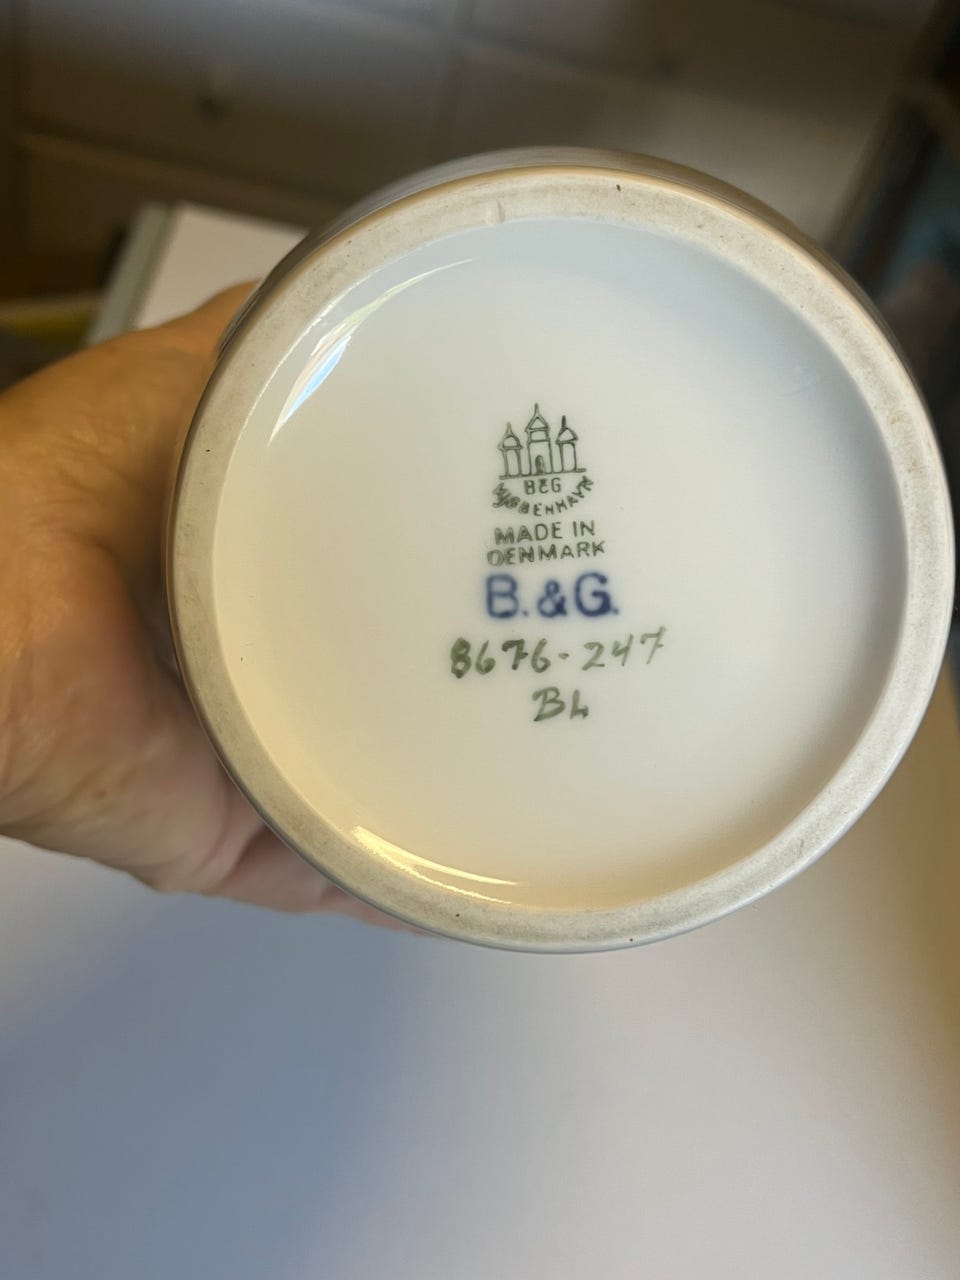 B&G
KJØBENHAVN
MADE IN
DENMARK
B.&G.
8676-247
BL